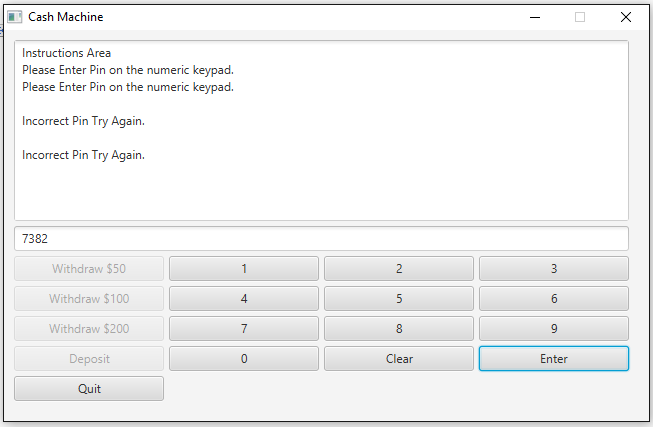 Cash Machine
Instructions Area
Please Enter Pin on the numeric keypad.
Please Enter Pin on the numeric keypad.
Incorrect Pin Try Again.
Incorrect Pin Try Again.
7382
Withdraw $50 1 2 3
Withdraw $100 4 5 6
Withdraw $200 7 8 9
Deposit 0 Clear Enter
Quit